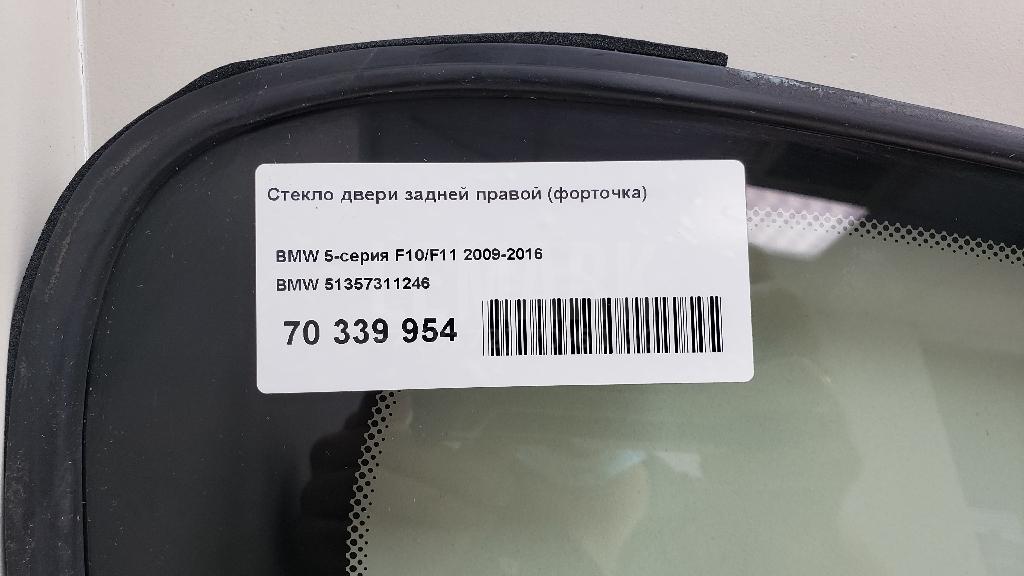 Стекло двери задней правой (форточка)
BMW 5-серия F10/F11 2009-2016
BMW 51357311246
70 339 954